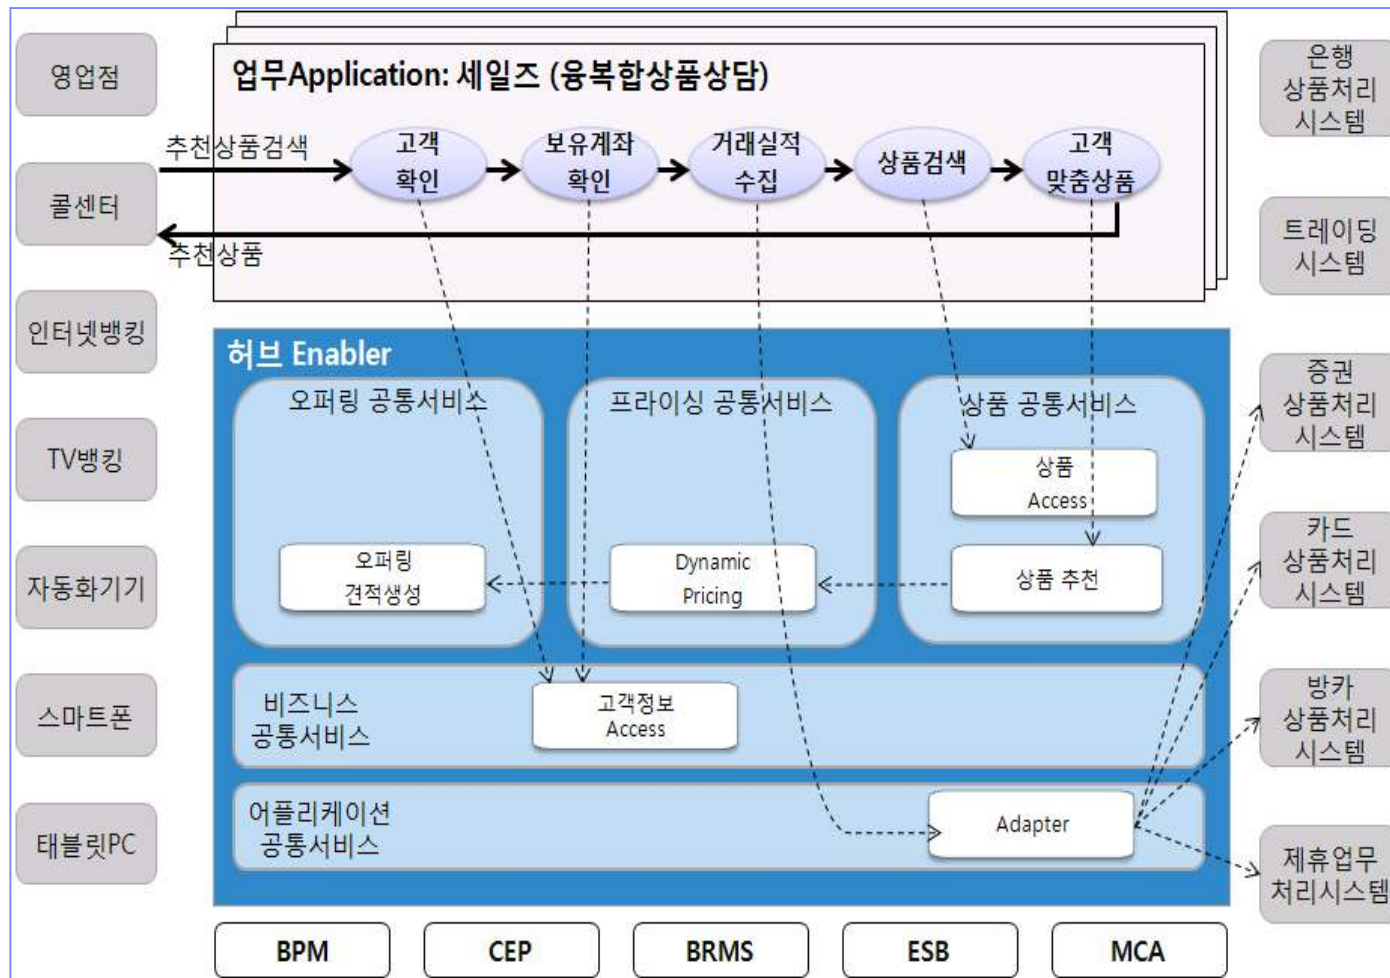 영업점
콜센터
인터넷뱅킹
TV뱅킹
자동화기기
스마트폰
태블릿PC
업무Application: 세일즈 (융복합상품상담)
추천상품검색
고객
확인
보유계좌
확인
거래실적
수집
상품검색
고객
맞춤상품
추천상품
허브 Enabler
오퍼링 공통서비스
프라이싱 공통서비스
상품 공통서비스
상품
Access
오퍼링
견적생성
Dynamic
Pricing
상품 추천
비즈니스
공통서비스
고객정보
Access
어플리케이션
공통서비스
Adapter
은행
상품처리
시스템
트레이딩
시스템
증권
상품처리
시스템
카드
상품처리
시스템
방카
상품처리
시스템
제휴업무
처리시스템
BPM
CEP
BRMS
ESB
MCA